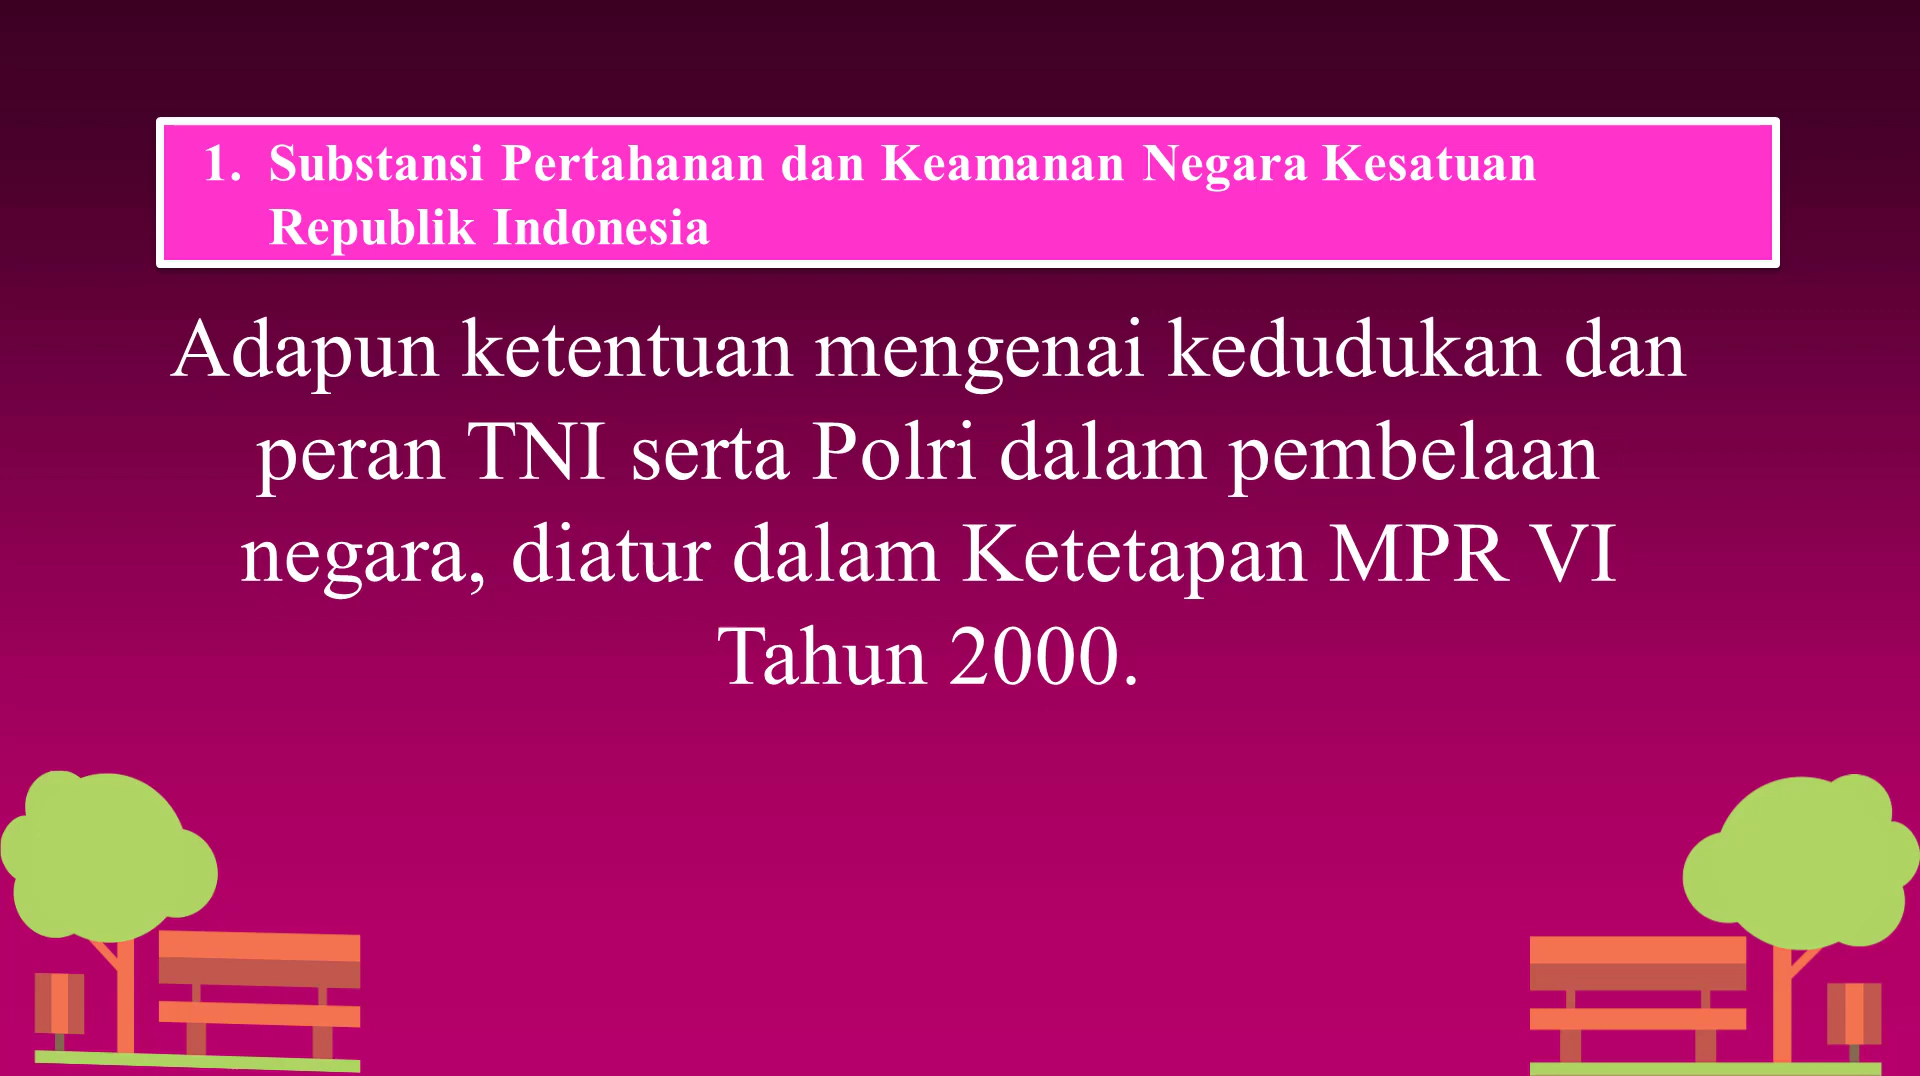 1. Substansi Pertahanan dan Keamanan Negara Kesatuan
Republik Indonesia
Adapun ketentuan mengenai kedudukan dan
peran TNI serta Polri dalam pembelaan
negara, diatur dalam Ketetapan MPR VI
Tahun 2000.